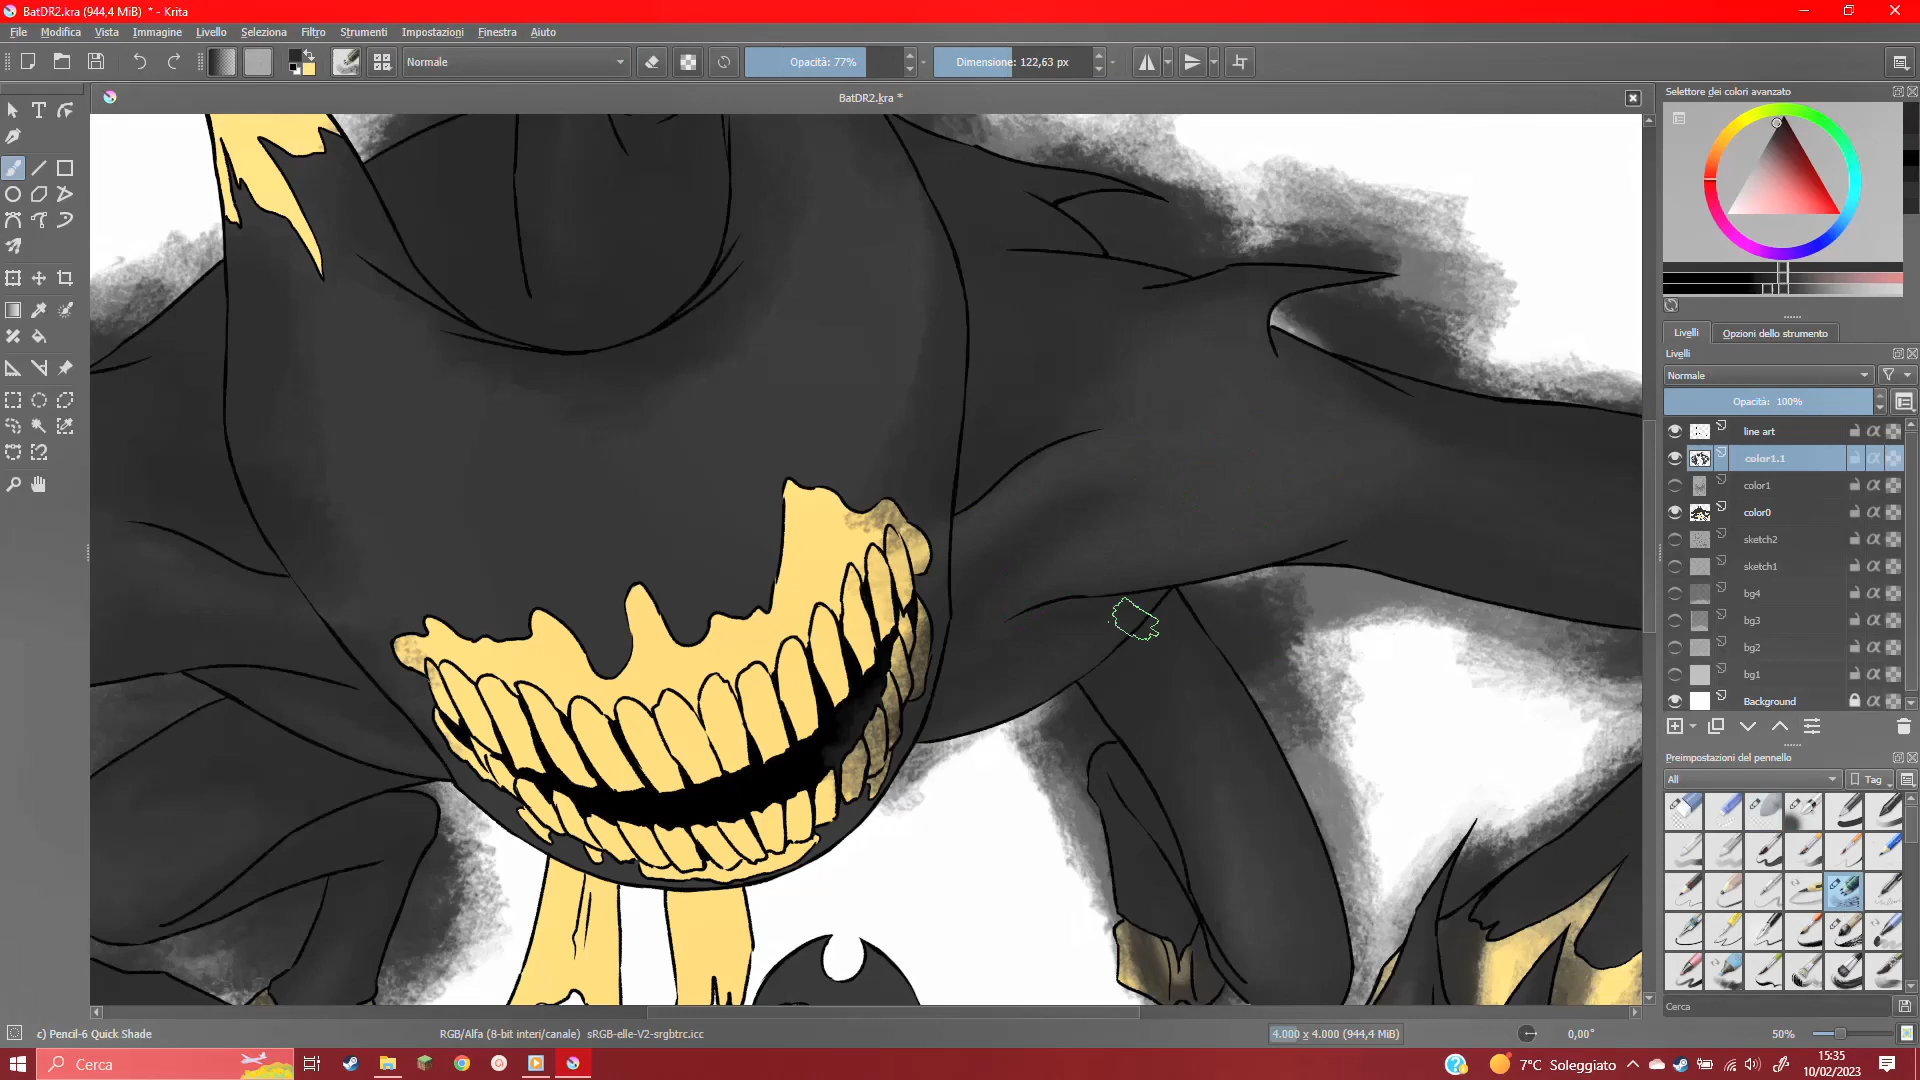 BatDR2.kra (944,4 MiB) * - Krita
File Modifica Vista Immagine Livello Seleziona Filtro Strumenti Impostazioni Finestra Aiuto
Normale
Opacità: 77%
Dimensione: 122,63 px
BatDR2.kra *
Selettore dei colori avanzato
Livelli
Opzioni dello strumento
Livelli
Normale
Opacità: 100%
line art
color1.1
color1
color0
sketch2
sketch1
bg4
bg3
bg2
bg1
Background
Preimpostazioni del pennello
All
Tag
Cerca
c) Pencil-6 Quick Shade
RGB/Alfa (8-bit interi/canale) sRGB-elle-V2-srgbtrc.icc
4.000 x 4.000 (944,4 MiB)
0,00°
50%
Cerca
7°C Soleggiato
15:35
10/02/2023